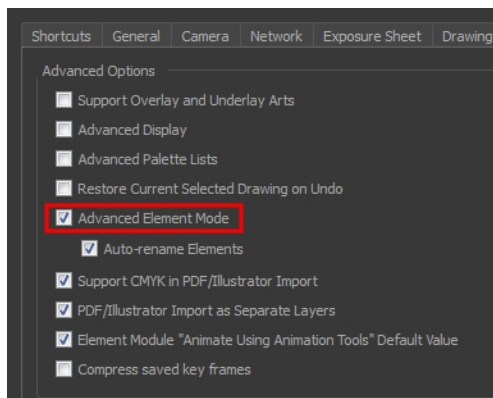 Shortcuts General Camera Network Exposure Sheet Drawing
Advanced Options
Support Overlay and Underlay Arts
Advanced Display
Advanced Palette Lists
Restore Current Selected Drawing on Undo
Advanced Element Mode
Auto-rename Elements
Support CMYK in PDF/Illustrator Import
PDF/Illustrator Import as Separate Layers
Element Module "Animate Using Animation Tools" Default Value
Compress saved key frames